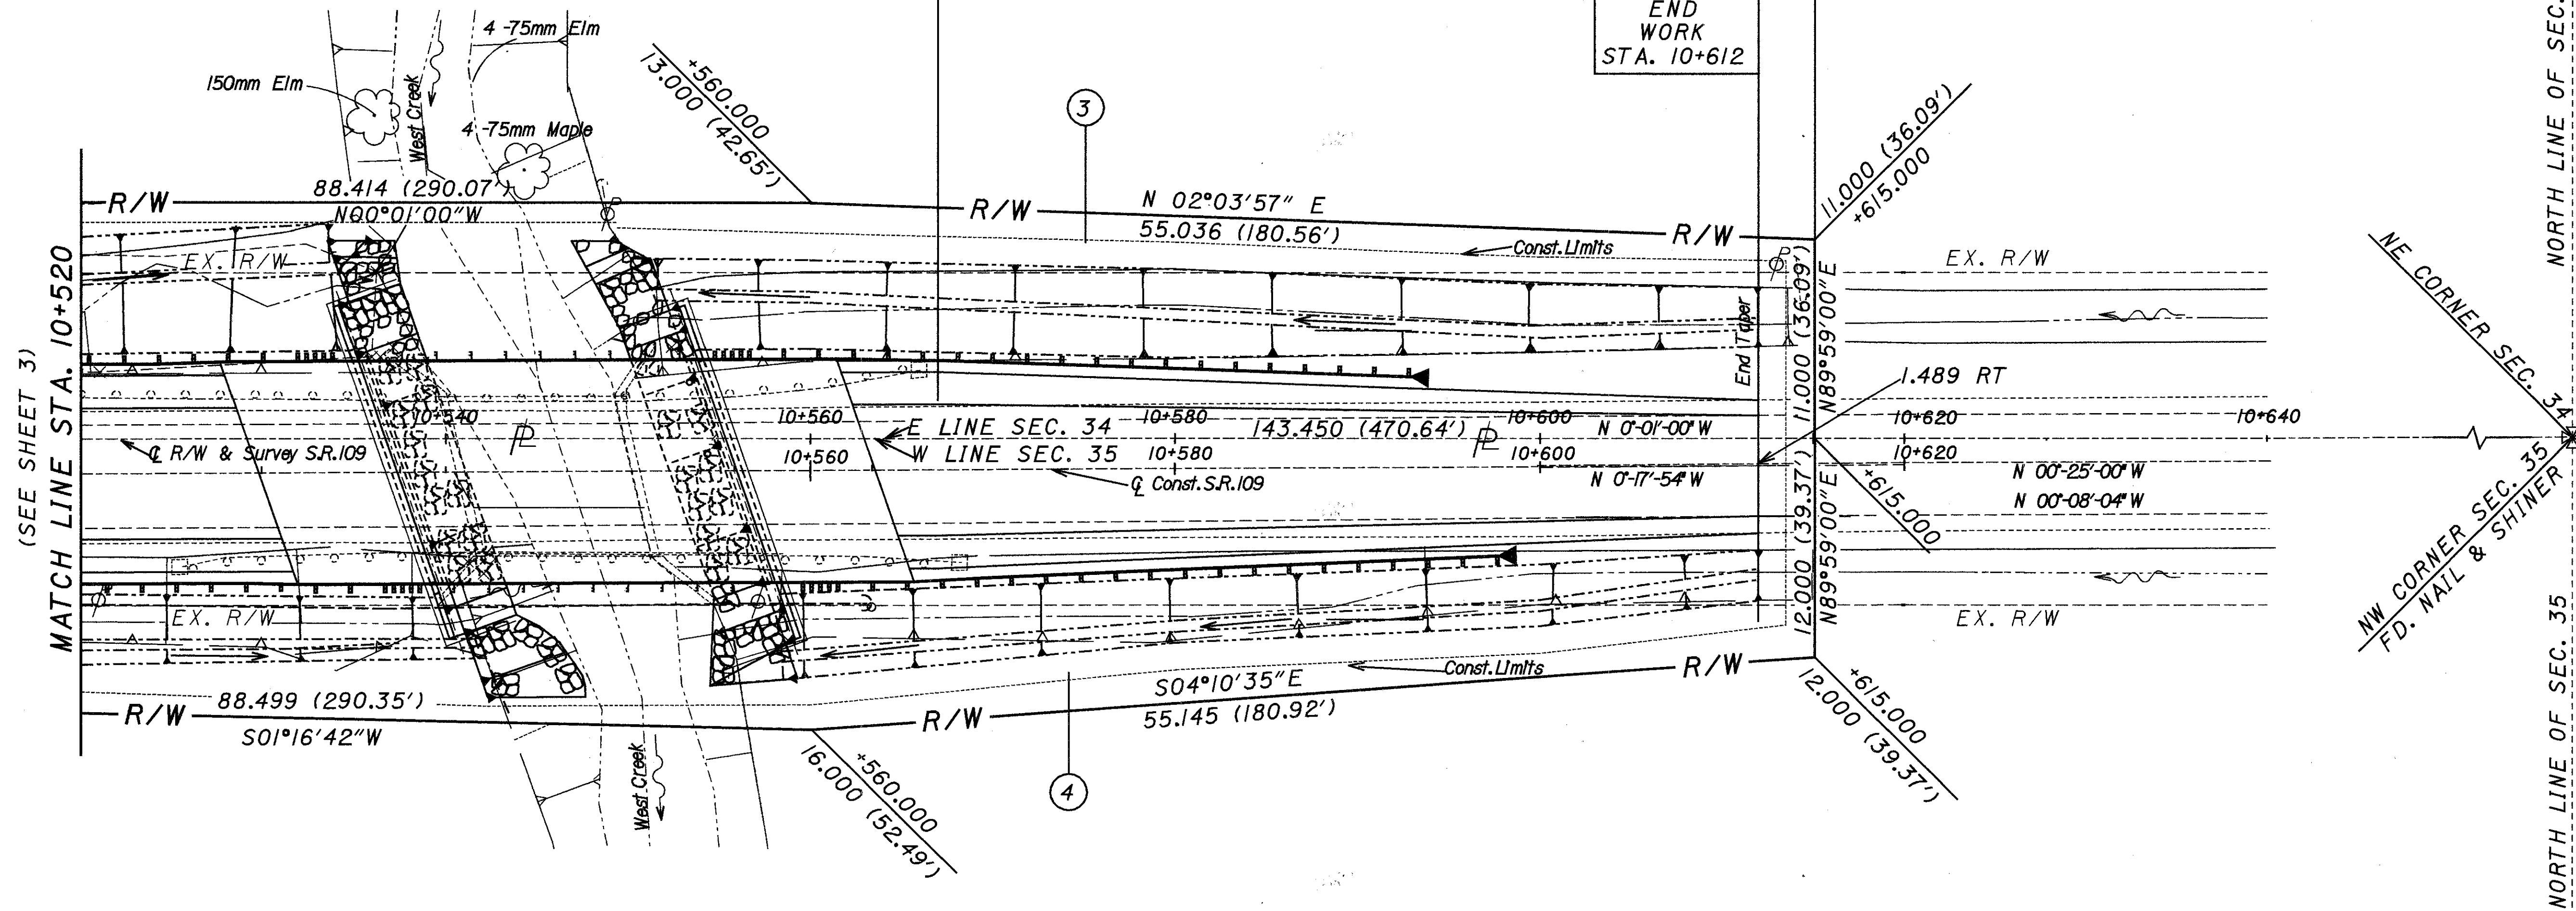 END
WORK
STA. 10+612
4 -75mm Elm
150mm Elm
West Creek
4 -75mm Maple
+560.000
13.000 (42.65')
3
11.000 (36.09')
+615.000
NORTH LINE OF SEC.
R/W
88.414 (290.07')
N00°01'00"W
R/W
N 02°03'57" E
55.036 (180.56')
R/W
Const. Limits
P
P
EX. R/W
EX. R/W
(SEE SHEET 3)
MATCH LINE STA. 10+520
End Taper
11.000 (36.09')
N89°59'00"E
1.489 RT
NE CORNER SEC. 34
10+540
10+560
10+580
10+600
10+620
10+640
E LINE SEC. 34
143.450 (470.64')
N 0°-01'-00" W
℄ R/W & Survey S.R.109
PL
PL
W LINE SEC. 35
10+560
10+580
10+600
10+620
℄ Const. S.R.109
N 0°-17'-54" W
N 00°-25'-00" W
N 00°-08'-04" W
+615.000
12.000 (39.37')
N89°59'00"E
NW CORNER SEC. 35
FD. NAIL & SHINER
EX. R/W
EX. R/W
88.499 (290.35')
R/W
S01°16'42"W
R/W
S04°10'35"E
55.145 (180.92')
R/W
Const. Limits
West Creek
+560.000
16.000 (52.49')
4
+615.000
12.000 (39.37')
NORTH LINE OF SEC. 35